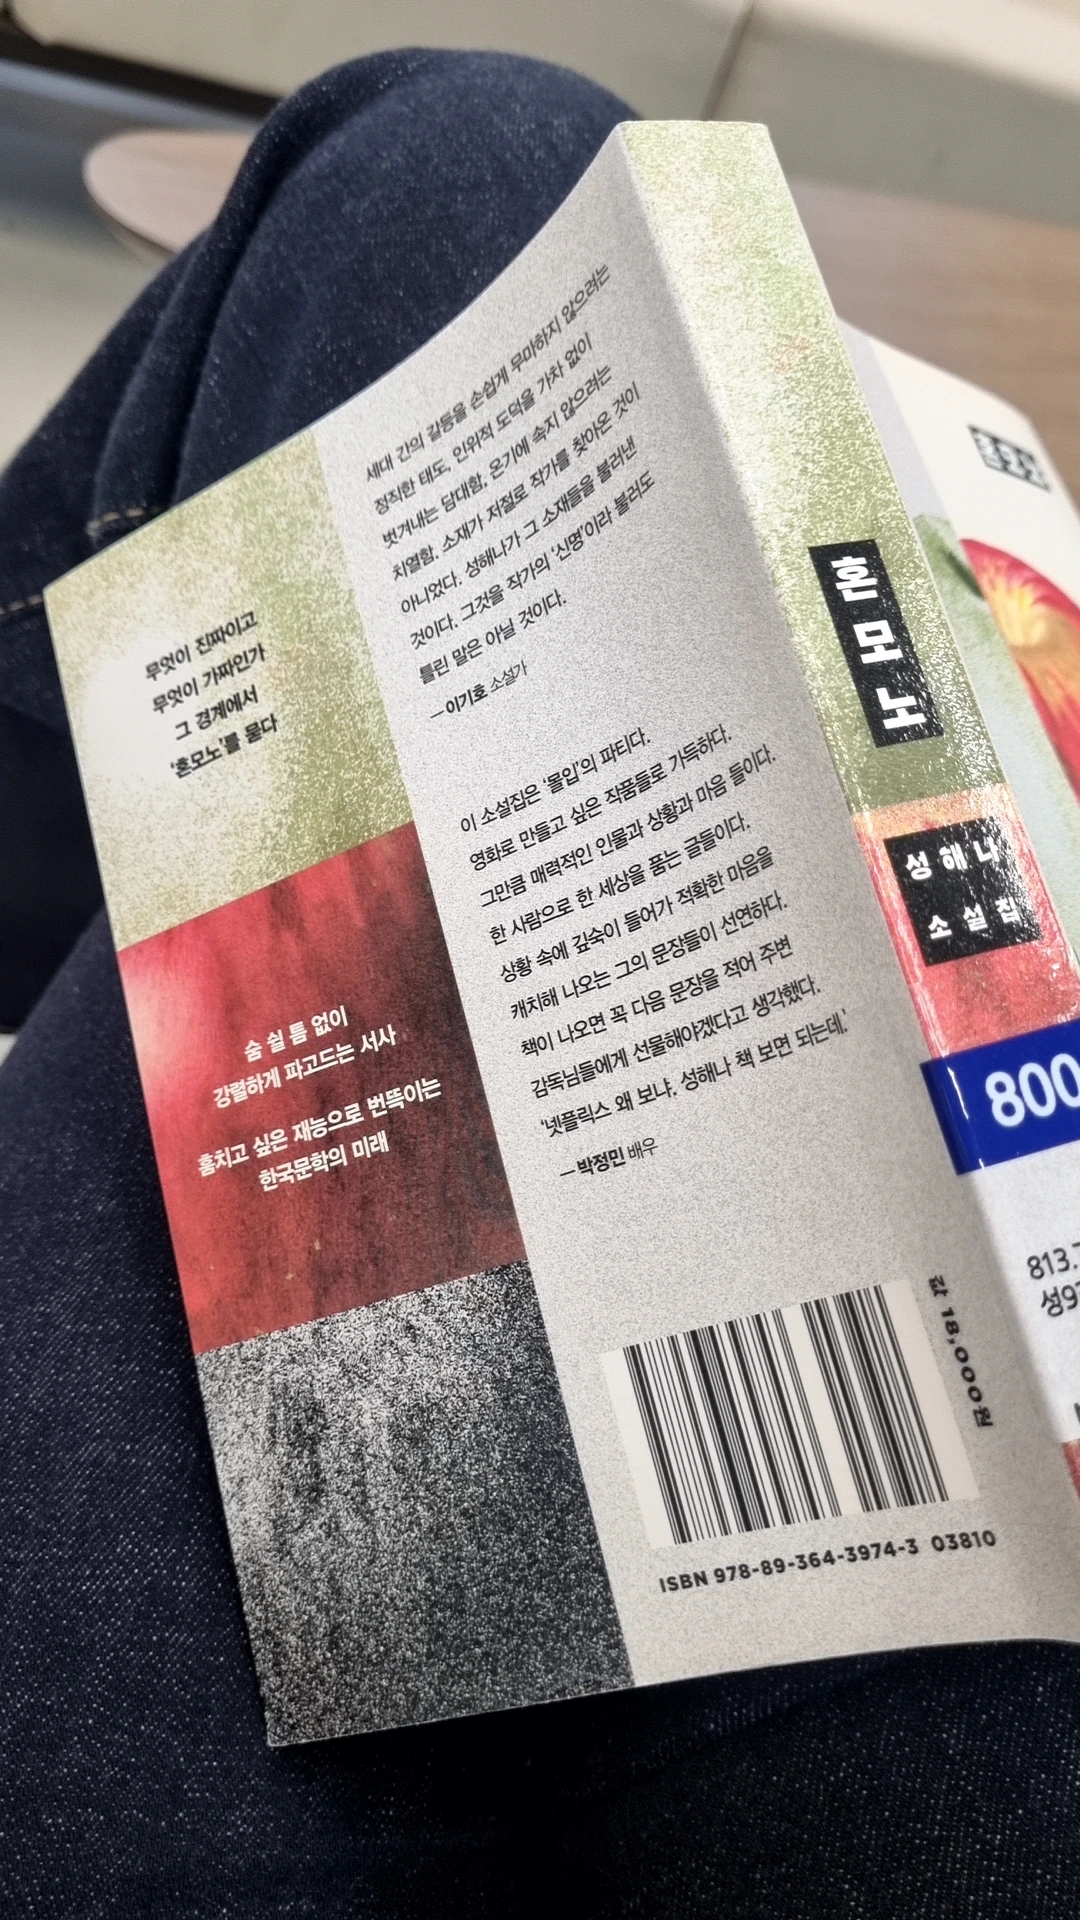 무엇이 진짜이고
무엇이 가짜인가
그 경계에서
'혼모노'를 묻다
숨 쉴 틈 없이
강렬하게 파고드는 서사
훔치고 싶은 재능으로 번뜩이는
한국문학의 미래
세대 간의 갈등을 손쉽게 무마하지 않으려는
정직한 태도, 인위적 도덕을 가차 없이
벗겨내는 담대함, 온기에 속지 않으려는
치열함. 소재가 저절로 작가를 찾아온 것이
아니었다. 성해나가 그 소재들을 불러낸
것이다. 그것을 작가의 '신명'이라 불러도
틀린 말은 아닐 것이다.
—이기호 소설가
이 소설집은 '몰입'의 파티다.
영화로 만들고 싶은 작품들로 가득하다.
그만큼 매력적인 인물과 상황과 마음 들이다.
한 사람으로 한 세상을 품는 글들이다.
상황 속에 깊숙이 들어가 적확한 마음을
캐치해 나오는 그의 문장들이 선연하다.
책이 나오면 꼭 다음 문장을 적어 주변
감독님들에게 선물해야겠다고 생각했다.
'넷플릭스 왜 보냐. 성해나 책 보면 되는데.'
—박정민 배우
값 18,000원
ISBN 978-89-364-3974-3 03810
혼모노
성해나
소설집
800
813.7
성97